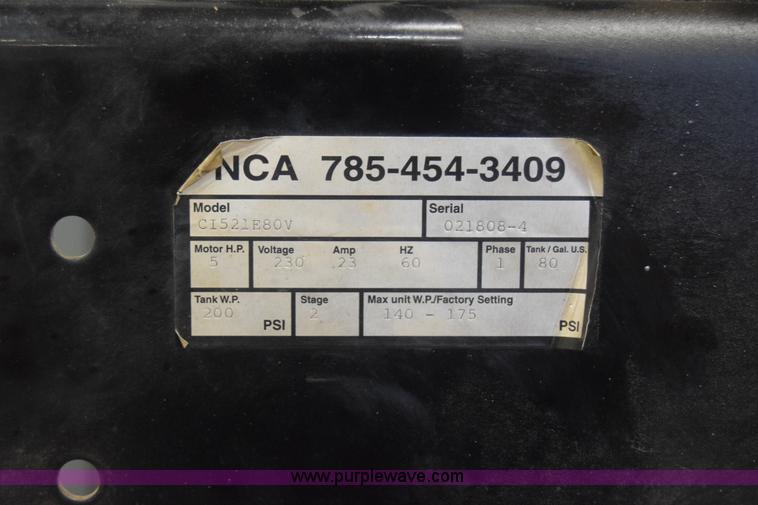 NCA 785-454-3409
Model Serial
CI521E80V 021808-4
Motor H.P. Voltage Amp HZ Phase Tank/Gal. U.S.
5 230 23 60 1 80
Tank W.P. Stage Max unit W.P./Factory Setting
200 PSI 2 140 - 175 PSI
www.purplewave.com